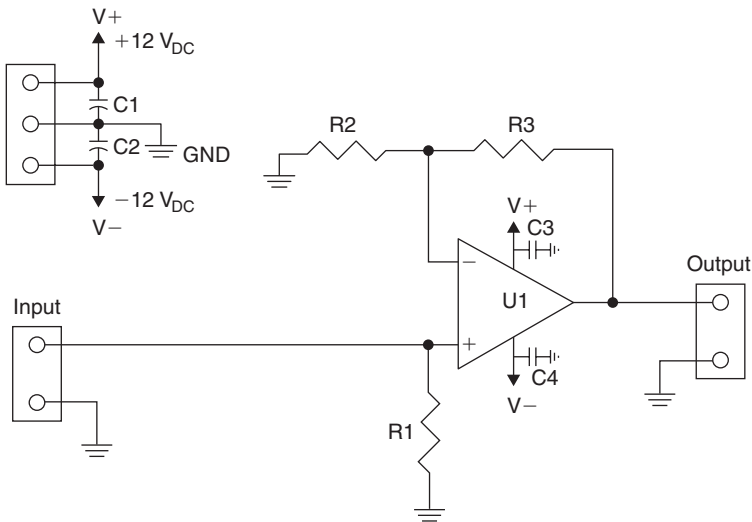 V+
+12 V_DC
C1
C2
GND
−12 V_DC
V−
R2
R3
V+
C3
−
U1
+
C4
V−
Output
Input
R1